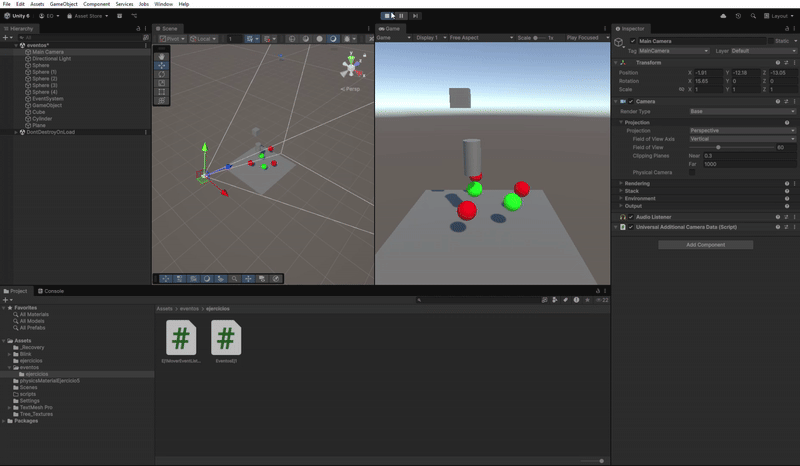 File Edit Assets GameObject Component Services Jobs Window Help
Unity 6 EG Asset Store Layout
Hierarchy Scene Game Inspector
All
eventos*
Main Camera
Directional Light
Sphere
Sphere (1)
Sphere (2)
Sphere (3)
Sphere (4)
EventSystem
GameObject
Cube
Cylinder
Plane
DontDestroyOnLoad
Pivot Local 1
y
Persp
Game Display 1 Free Aspect Scale 1x Play Focused
Main Camera Static
Tag MainCamera Layer Default
Transform
Position X -1.81 Y -12.18 Z -13.05
Rotation X 15.85 Y 0 Z 0
Scale X 1 Y 1 Z 1
Camera
Render Type Base
Projection
Projection Perspective
Field of View Axis Vertical
Field of View 60
Clipping Planes Near 0.3
Far 1000
Physical Camera
Rendering
Stack
Environment
Output
Audio Listener
Universal Additional Camera Data (Script)
Add Component
Project Console
22
Favorites
All Materials
All Models
All Prefabs
Assets
_Recovery
Blink
ejercicios
eventos
ejercicios
physicsMaterialEjercicio5
Scenes
scripts
Settings
TextMesh Pro
Tree_Textures
Packages
Assets > eventos > ejercicios
#
#